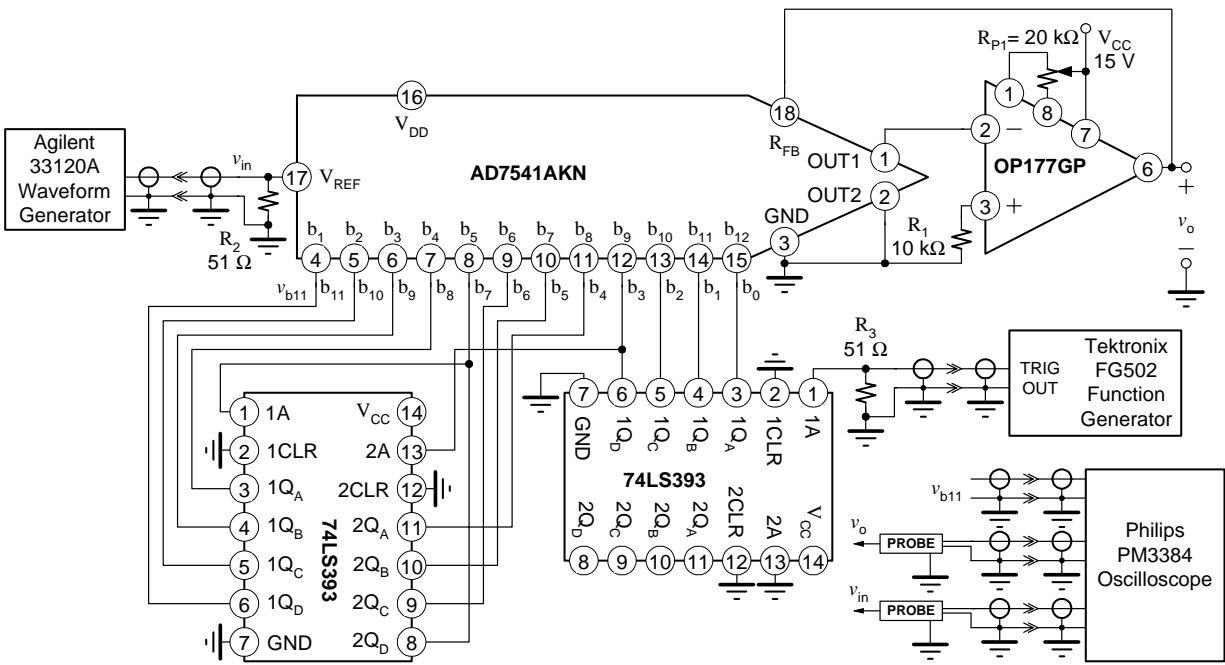 R_P1 = 20 kΩ
V_CC
15 V
16
V_DD
18
R_FB
1
8
7
Agilent
33120A
Waveform
Generator
v_in
17
V_REF
R_2
51 Ω
AD7541AKN
OUT1
1
OUT2
2
GND
3
2
−
3
+
OP177GP
6
+
v_o
−
R_1
10 kΩ
b_1 b_2 b_3 b_4 b_5 b_6 b_7 b_8 b_9 b_10 b_11 b_12
4 5 6 7 8 9 10 11 12 13 14 15
v_b11 b_11 b_10 b_9 b_8 b_7 b_6 b_5 b_4 b_3 b_2 b_1 b_0
1 1A
2 1CLR
3 1Q_A
4 1Q_B
5 1Q_C
6 1Q_D
7 GND
74LS393
V_CC 14
2A 13
2CLR 12
2Q_A 11
2Q_B 10
2Q_C 9
2Q_D 8
7 6 5 4 3 2 1
GND 1Q_D 1Q_C 1Q_B 1Q_A 1CLR 1A
74LS393
2Q_D 2Q_C 2Q_B 2Q_A 2CLR 2A V_CC
8 9 10 11 12 13 14
R_3
51 Ω
TRIG
OUT
Tektronix
FG502
Function
Generator
v_b11
v_o
PROBE
v_in
PROBE
Philips
PM3384
Oscilloscope